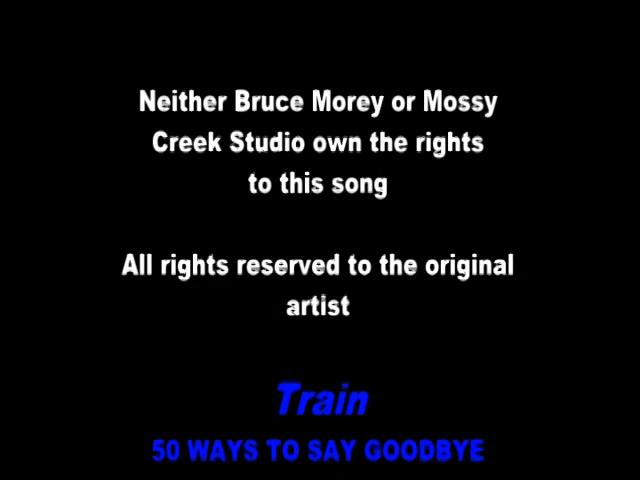 Neither Bruce Morey or Mossy
Creek Studio own the rights
to this song
All rights reserved to the original
artist
Train
50 WAYS TO SAY GOODBYE